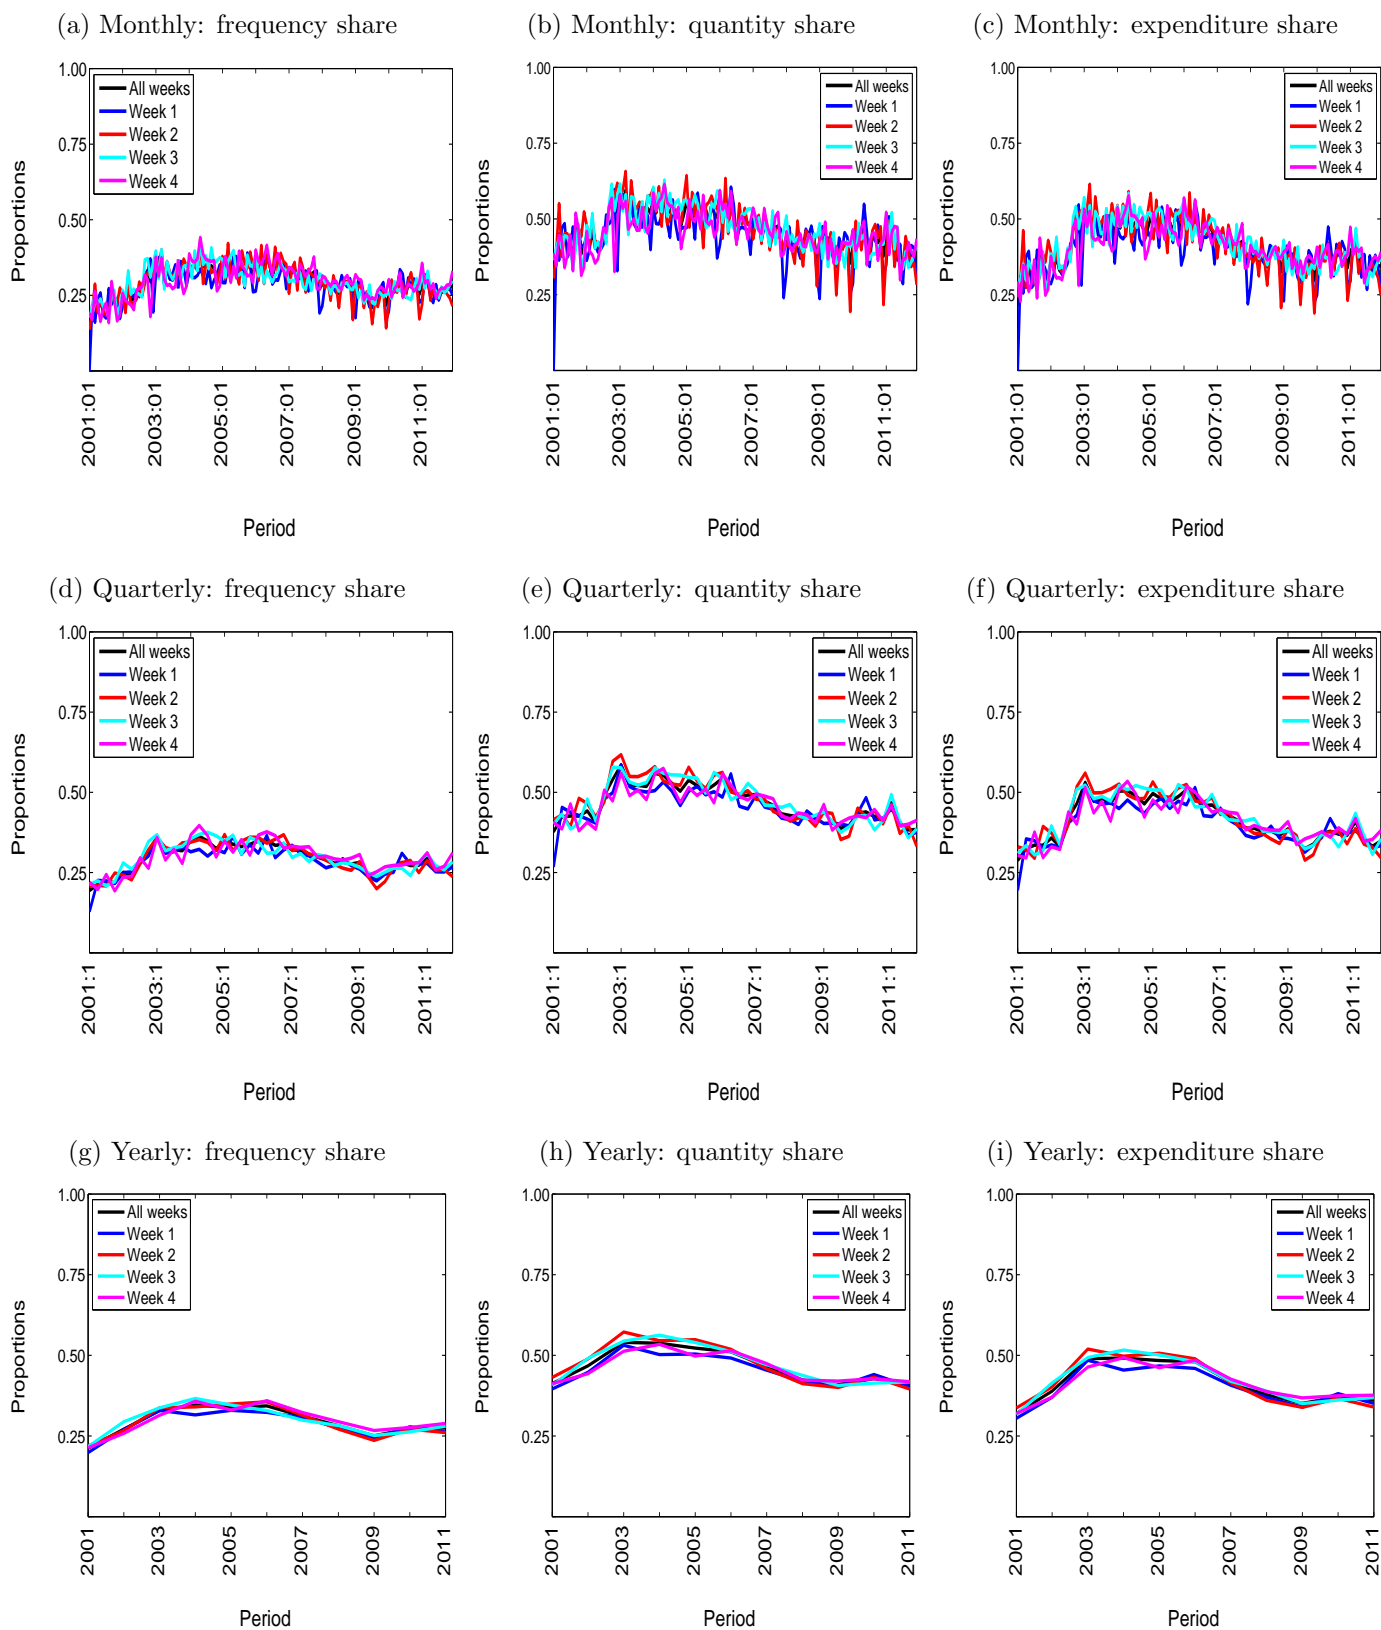 (a) Monthly: frequency share
(b) Monthly: quantity share
(c) Monthly: expenditure share
1.00
0.75
0.50
0.25
Proportions
All weeks
Week 1
Week 2
Week 3
Week 4
2001:01
2003:01
2005:01
2007:01
2009:01
2011:01
Period
1.00
0.75
0.50
0.25
Proportions
All weeks
Week 1
Week 2
Week 3
Week 4
2001:01
2003:01
2005:01
2007:01
2009:01
2011:01
Period
1.00
0.75
0.50
0.25
Proportions
All weeks
Week 1
Week 2
Week 3
Week 4
2001:01
2003:01
2005:01
2007:01
2009:01
2011:01
Period
(d) Quarterly: frequency share
(e) Quarterly: quantity share
(f) Quarterly: expenditure share
1.00
0.75
0.50
0.25
Proportions
All weeks
Week 1
Week 2
Week 3
Week 4
2001:1
2003:1
2005:1
2007:1
2009:1
2011:1
Period
1.00
0.75
0.50
0.25
Proportions
All weeks
Week 1
Week 2
Week 3
Week 4
2001:1
2003:1
2005:1
2007:1
2009:1
2011:1
Period
1.00
0.75
0.50
0.25
Proportions
All weeks
Week 1
Week 2
Week 3
Week 4
2001:1
2003:1
2005:1
2007:1
2009:1
2011:1
Period
(g) Yearly: frequency share
(h) Yearly: quantity share
(i) Yearly: expenditure share
1.00
0.75
0.50
0.25
Proportions
All weeks
Week 1
Week 2
Week 3
Week 4
2001
2003
2005
2007
2009
2011
Period
1.00
0.75
0.50
0.25
Proportions
All weeks
Week 1
Week 2
Week 3
Week 4
2001
2003
2005
2007
2009
2011
Period
1.00
0.75
0.50
0.25
Proportions
All weeks
Week 1
Week 2
Week 3
Week 4
2001
2003
2005
2007
2009
2011
Period